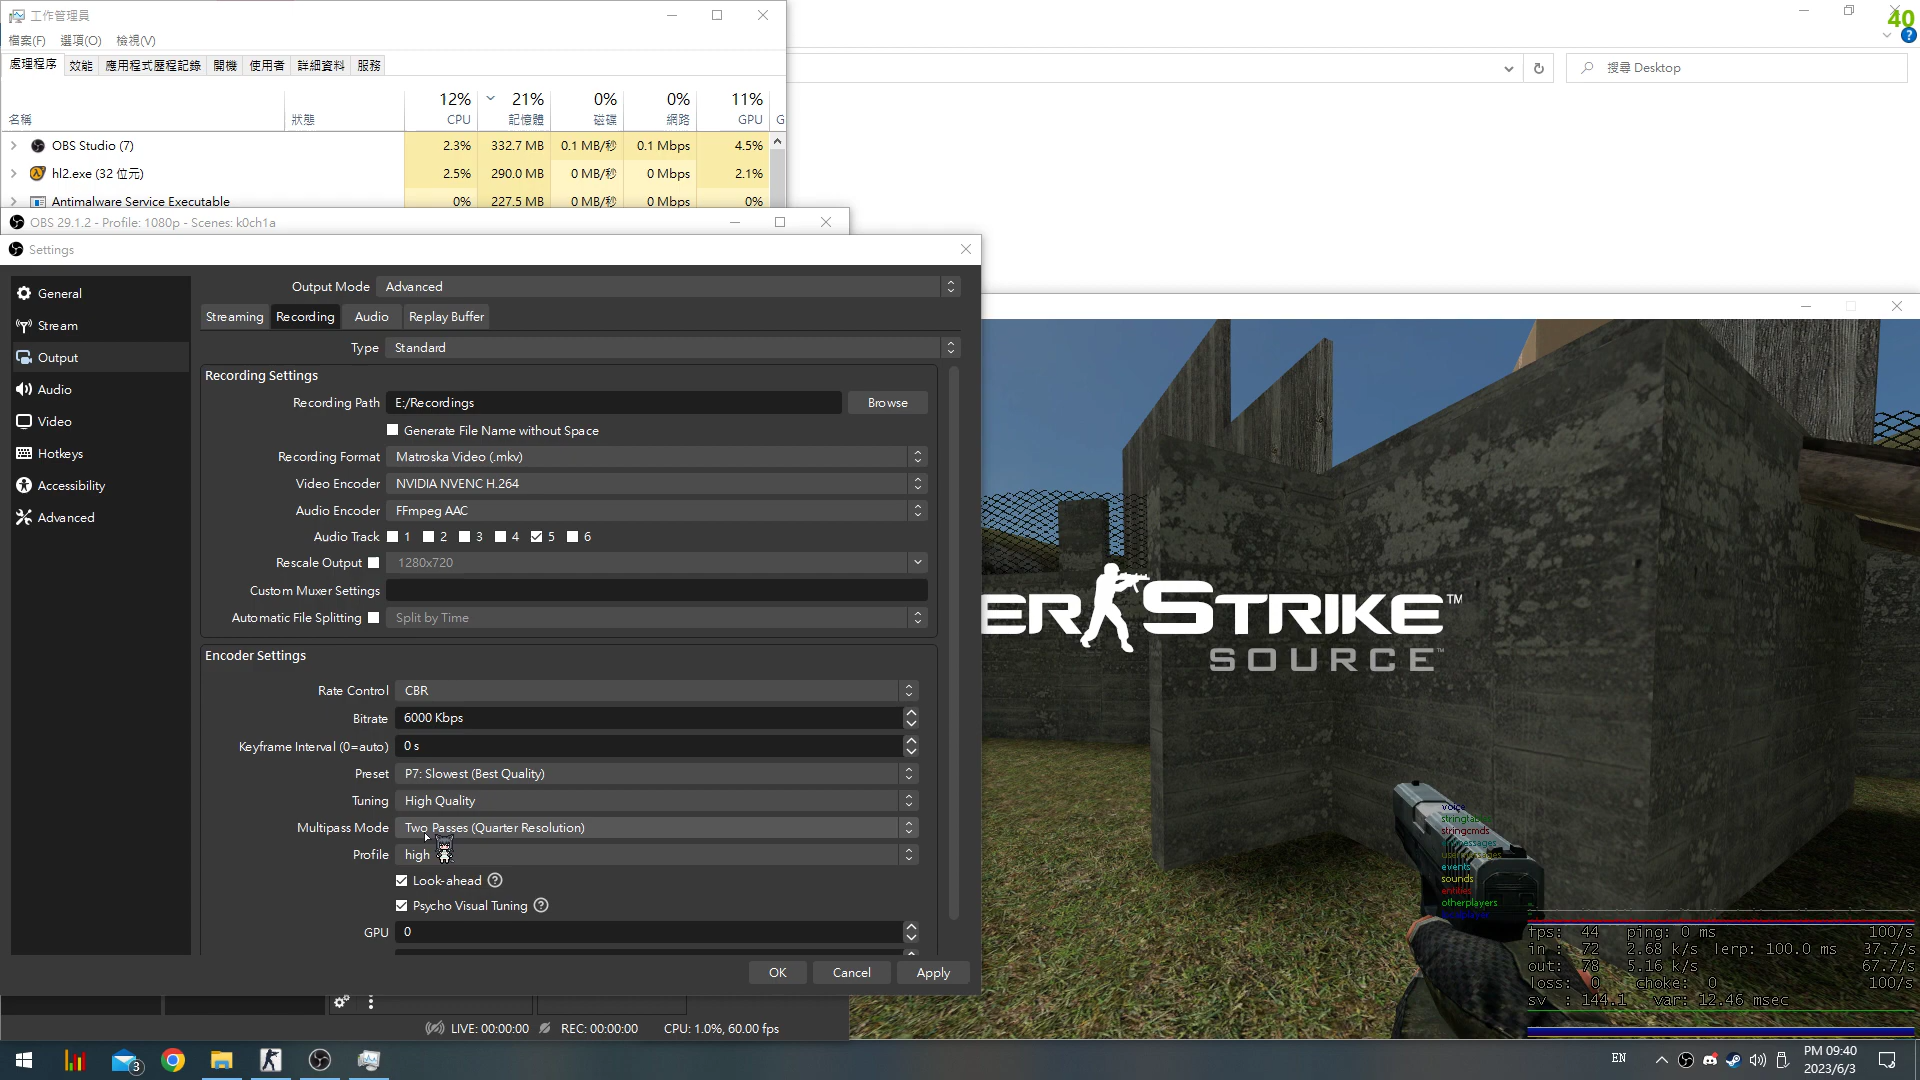 工作管理員
檔案(F) 選項(O) 檢視(V)
處理程序 效能 應用程式歷程記錄 開機 使用者 詳細資料 服務
12% 21% 0% 0% 11%
名稱 狀態 CPU 記憶體 磁碟 網路 GPU G
OBS Studio (7) 2.3% 332.7 MB 0.1 MB/秒 0.1 Mbps 4.5%
hl2.exe (32 位元) 2.5% 290.0 MB 0 MB/秒 0 Mbps 2.1%
Antimalware Service Executable 0% 227.5 MB 0 MB/秒 0 Mbps 0%
40
搜尋 Desktop
OBS 29.1.2 - Profile: 1080p - Scenes: k0ch1a
Settings
General
Stream
Output
Audio
Video
Hotkeys
Accessibility
Advanced
Output Mode Advanced
Streaming Recording Audio Replay Buffer
Type Standard
Recording Settings
Recording Path E:/Recordings Browse
Generate File Name without Space
Recording Format Matroska Video (.mkv)
Video Encoder NVIDIA NVENC H.264
Audio Encoder FFmpeg AAC
Audio Track 1 2 3 4 5 6
Rescale Output 1280x720
Custom Muxer Settings
Automatic File Splitting Split by Time
Encoder Settings
Rate Control CBR
Bitrate 6000 Kbps
Keyframe Interval (0=auto) 0 s
Preset P7: Slowest (Best Quality)
Tuning High Quality
Multipass Mode Two Passes (Quarter Resolution)
Profile high
Look-ahead
Psycho Visual Tuning
GPU 0
OK Cancel Apply
LIVE: 00:00:00 REC: 00:00:00 CPU: 1.0%, 60.00 fps
ER STRIKE™
SOURCE™
voice
stringcmds
events
sounds
entities
otherplayers
fps: 44 ping: 0 ms 100/s
in : 72 2.68 k/s lerp: 100.0 ms 37.7/s
out: 78 5.16 k/s 67.7/s
loss: 0 choke: 0 100/s
sv : 144.1 var: 12.46 msec
3
EN
PM 09:40
2023/6/3